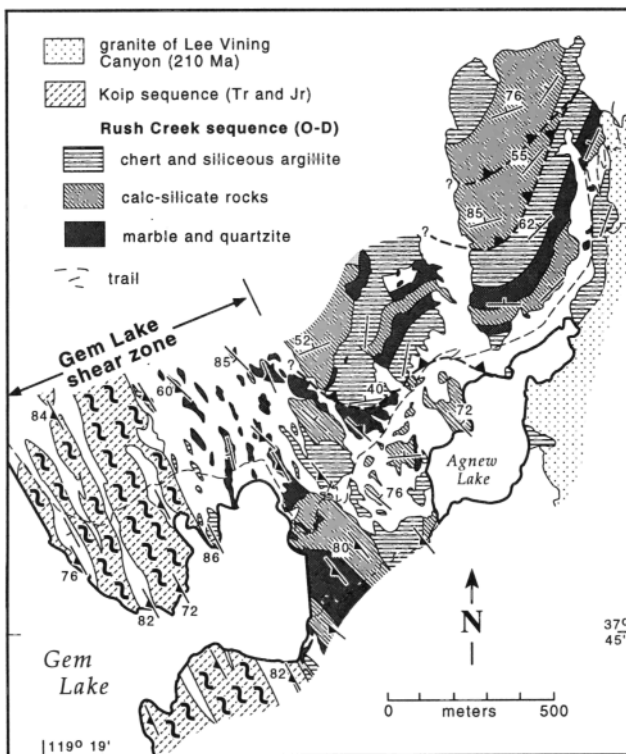 granite of Lee Vining
Canyon (210 Ma)
Koip sequence (Tr and Jr)
Rush Creek sequence (O-D)
chert and siliceous argillite
calc-silicate rocks
marble and quartzite
trail
Gem Lake
shear zone
76
55
?
85
62
?
52
85
?
60
40
84
72
Agnew
Lake
76
86
80
76
72
82
N
37º
45'
Gem
Lake
82
0
500
meters
119º 19'